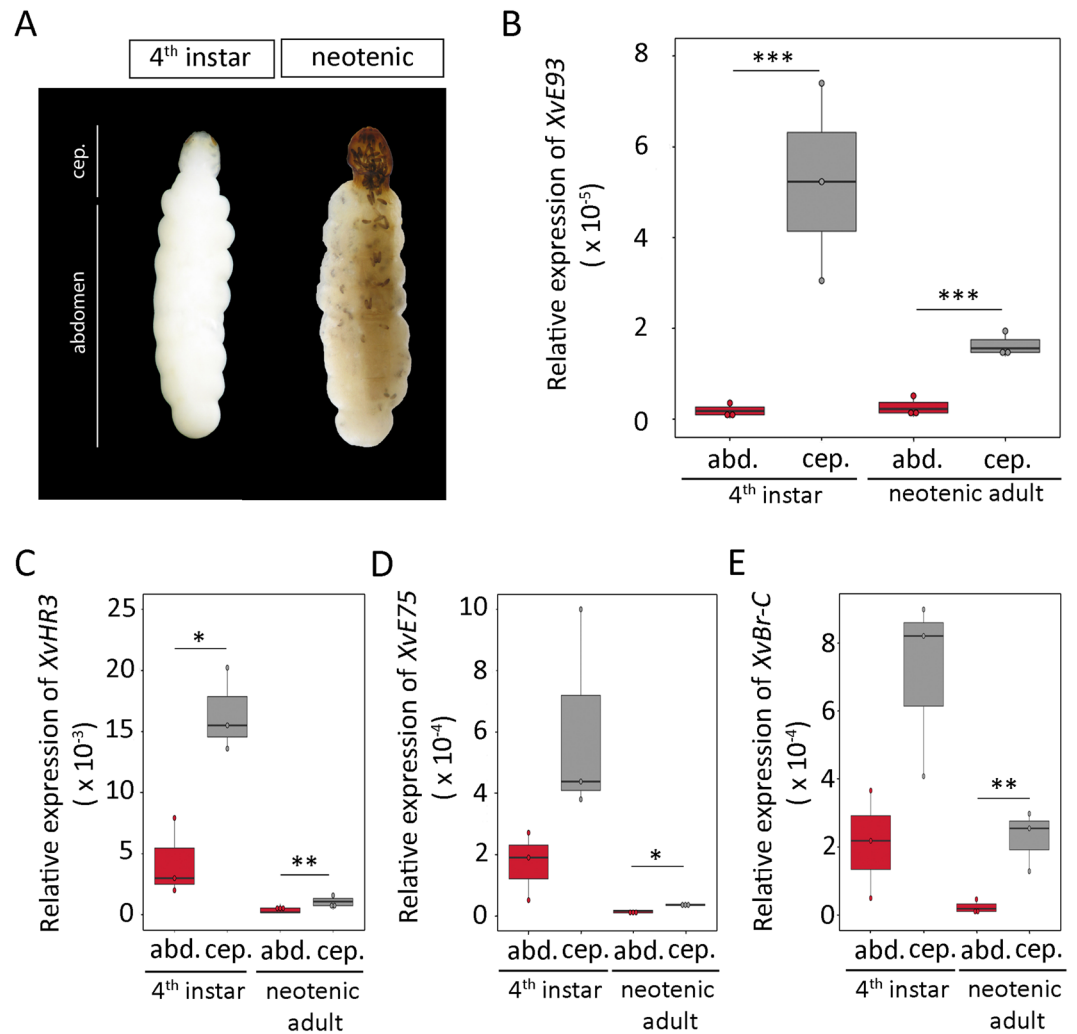 A
4th instar
neotenic
cep.
abdomen
B
Relative expression of XvE93
( x 10-5)
8
6
4
2
0
***
***
abd. cep. abd. cep.
4th instar neotenic adult
C
Relative expression of XvHR3
( x 10-3)
25
20
15
10
5
0
*
**
abd. cep. abd. cep.
4th instar neotenic
adult
D
Relative expression of XvE75
( x 10-4)
10
8
6
4
2
0
*
abd. cep. abd. cep.
4th instar neotenic
adult
E
Relative expression of XvBr-C
( x 10-4)
8
6
4
2
0
**
abd. cep. abd. cep.
4th instar neotenic
adult